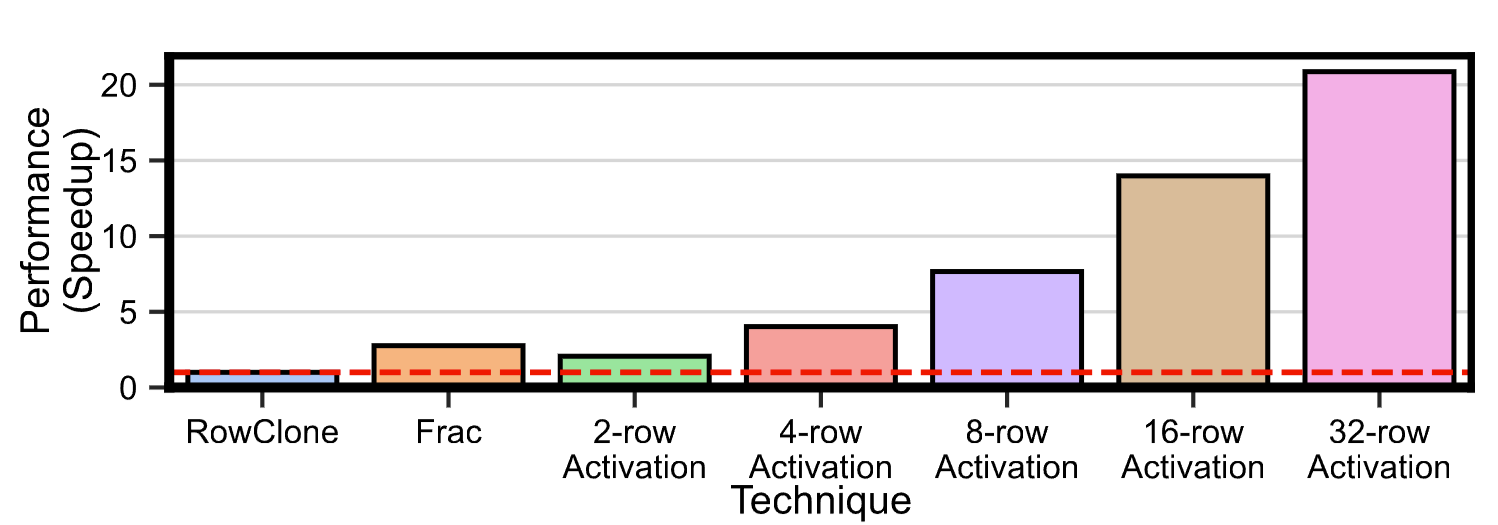 Performance
(Speedup)
20
15
10
5
0
RowClone
Frac
2-row
Activation
4-row
Activation
8-row
Activation
16-row
Activation
32-row
Activation
Technique